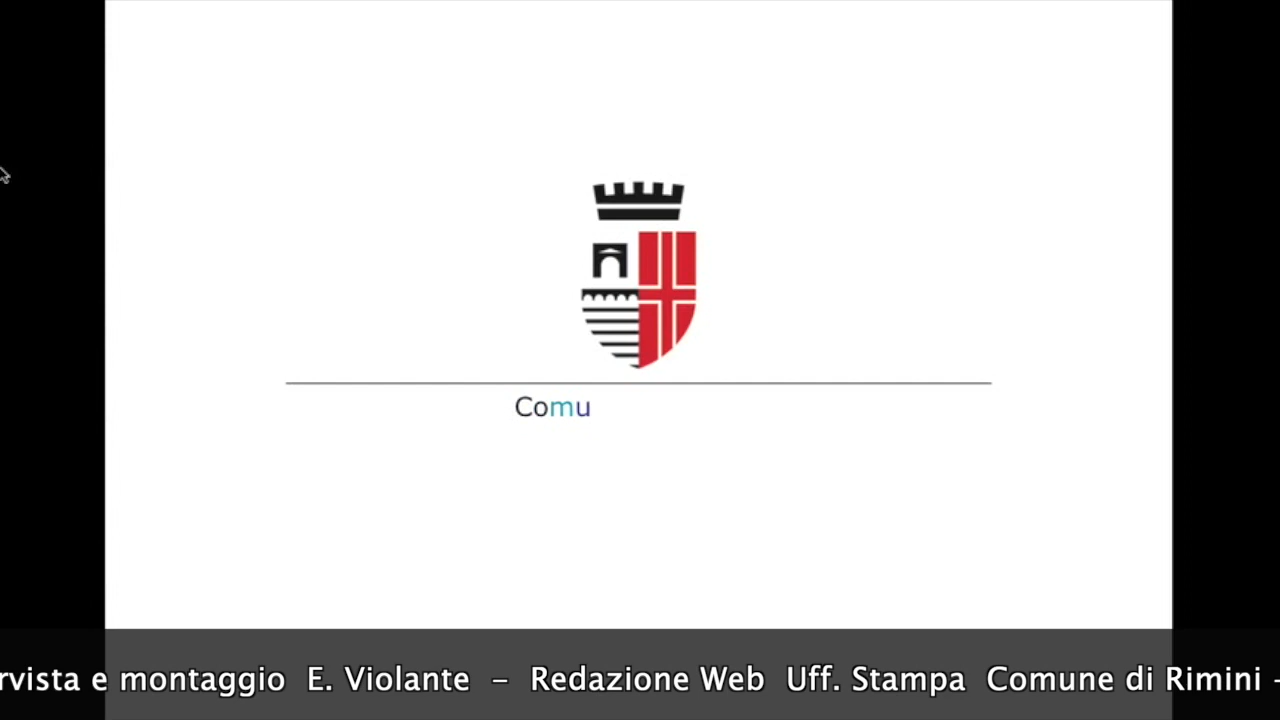 Comu
rvista e montaggio E. Violante – Redazione Web Uff. Stampa Comune di Rimini -